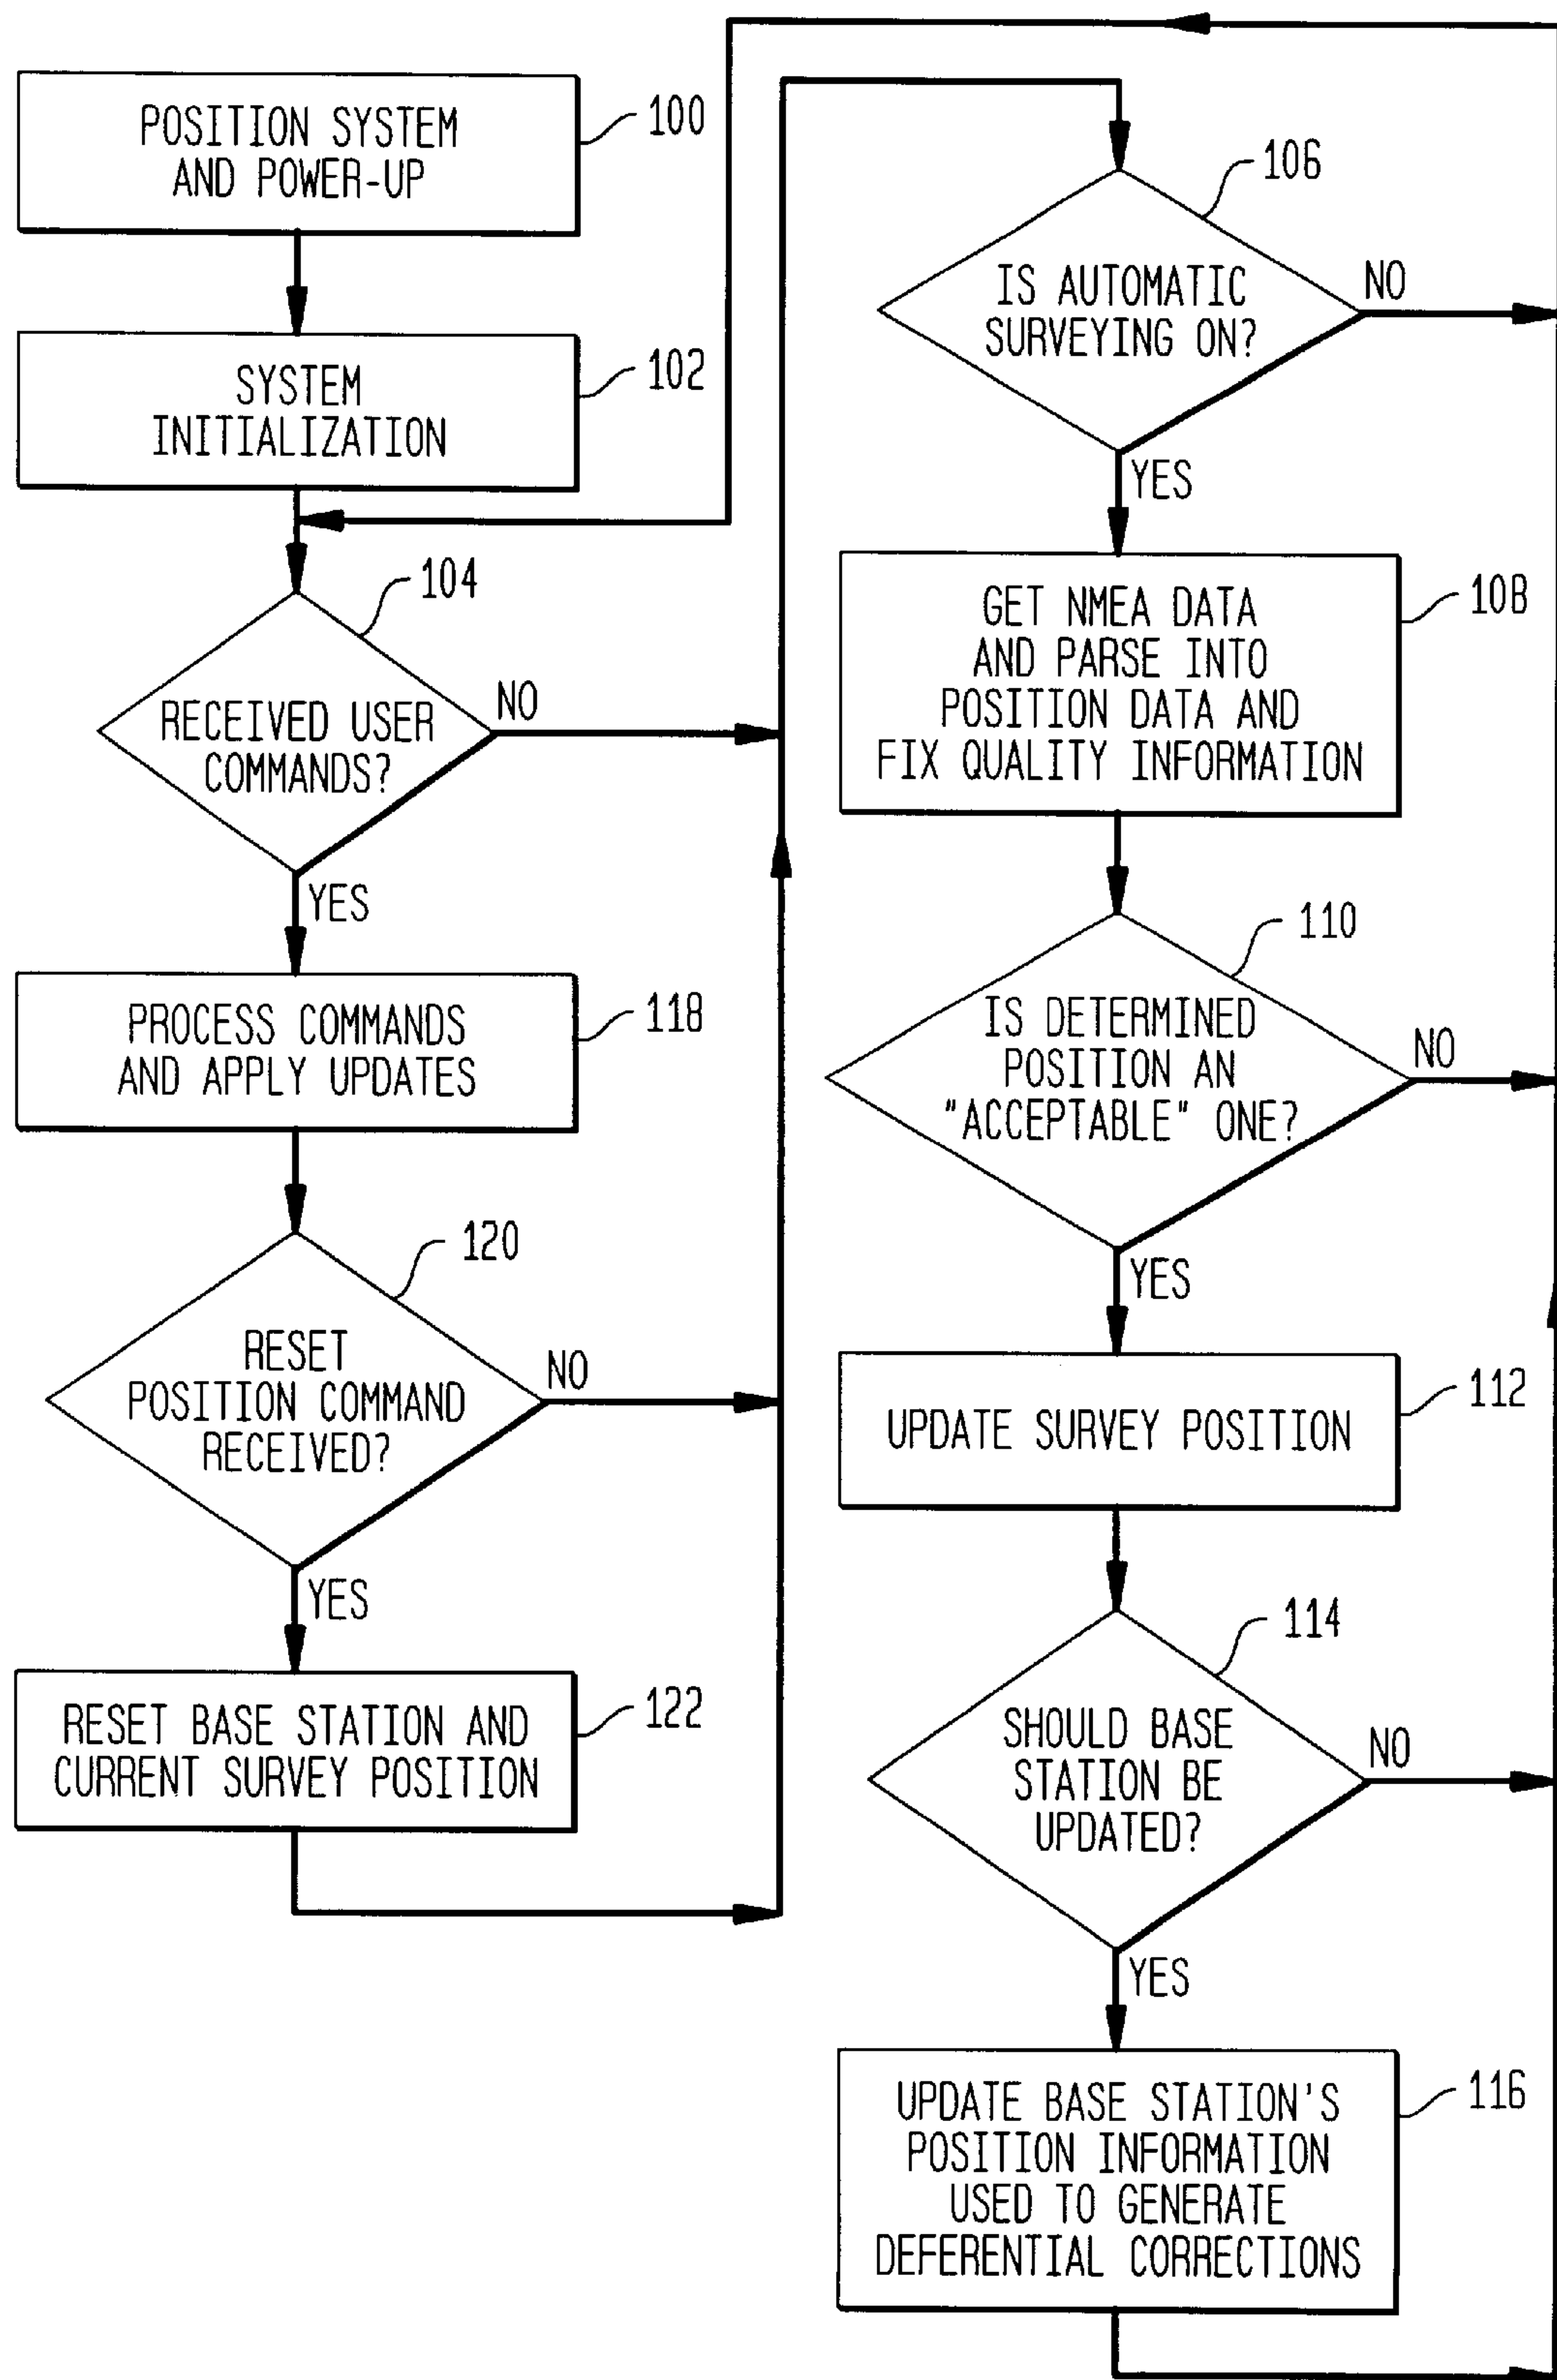 POSITION SYSTEM
AND POWER-UP
100
SYSTEM
INITIALIZATION
102
104
RECEIVED USER
COMMANDS?
NO
YES
PROCESS COMMANDS
AND APPLY UPDATES
118
120
RESET
POSITION COMMAND
RECEIVED?
NO
YES
RESET BASE STATION AND
CURRENT SURVEY POSITION
122
106
IS AUTOMATIC
SURVEYING ON?
NO
YES
GET NMEA DATA
AND PARSE INTO
POSITION DATA AND
FIX QUALITY INFORMATION
108
110
IS DETERMINED
POSITION AN
"ACCEPTABLE" ONE?
NO
YES
UPDATE SURVEY POSITION
112
114
SHOULD BASE
STATION BE
UPDATED?
NO
YES
UPDATE BASE STATION'S
POSITION INFORMATION
USED TO GENERATE
DEFERENTIAL CORRECTIONS
116